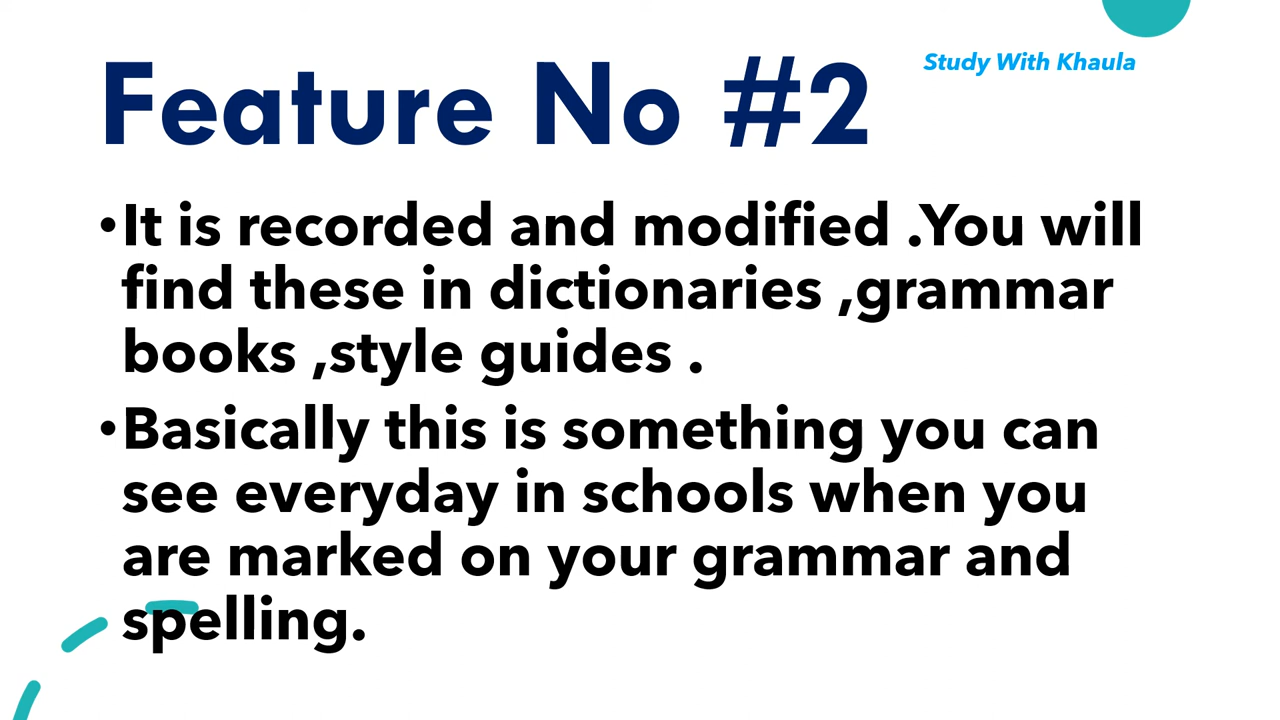 Study With Khaula
Feature No #2
•It is recorded and modified .You will
find these in dictionaries ,grammar
books ,style guides .
•Basically this is something you can
see everyday in schools when you
are marked on your grammar and
spelling.